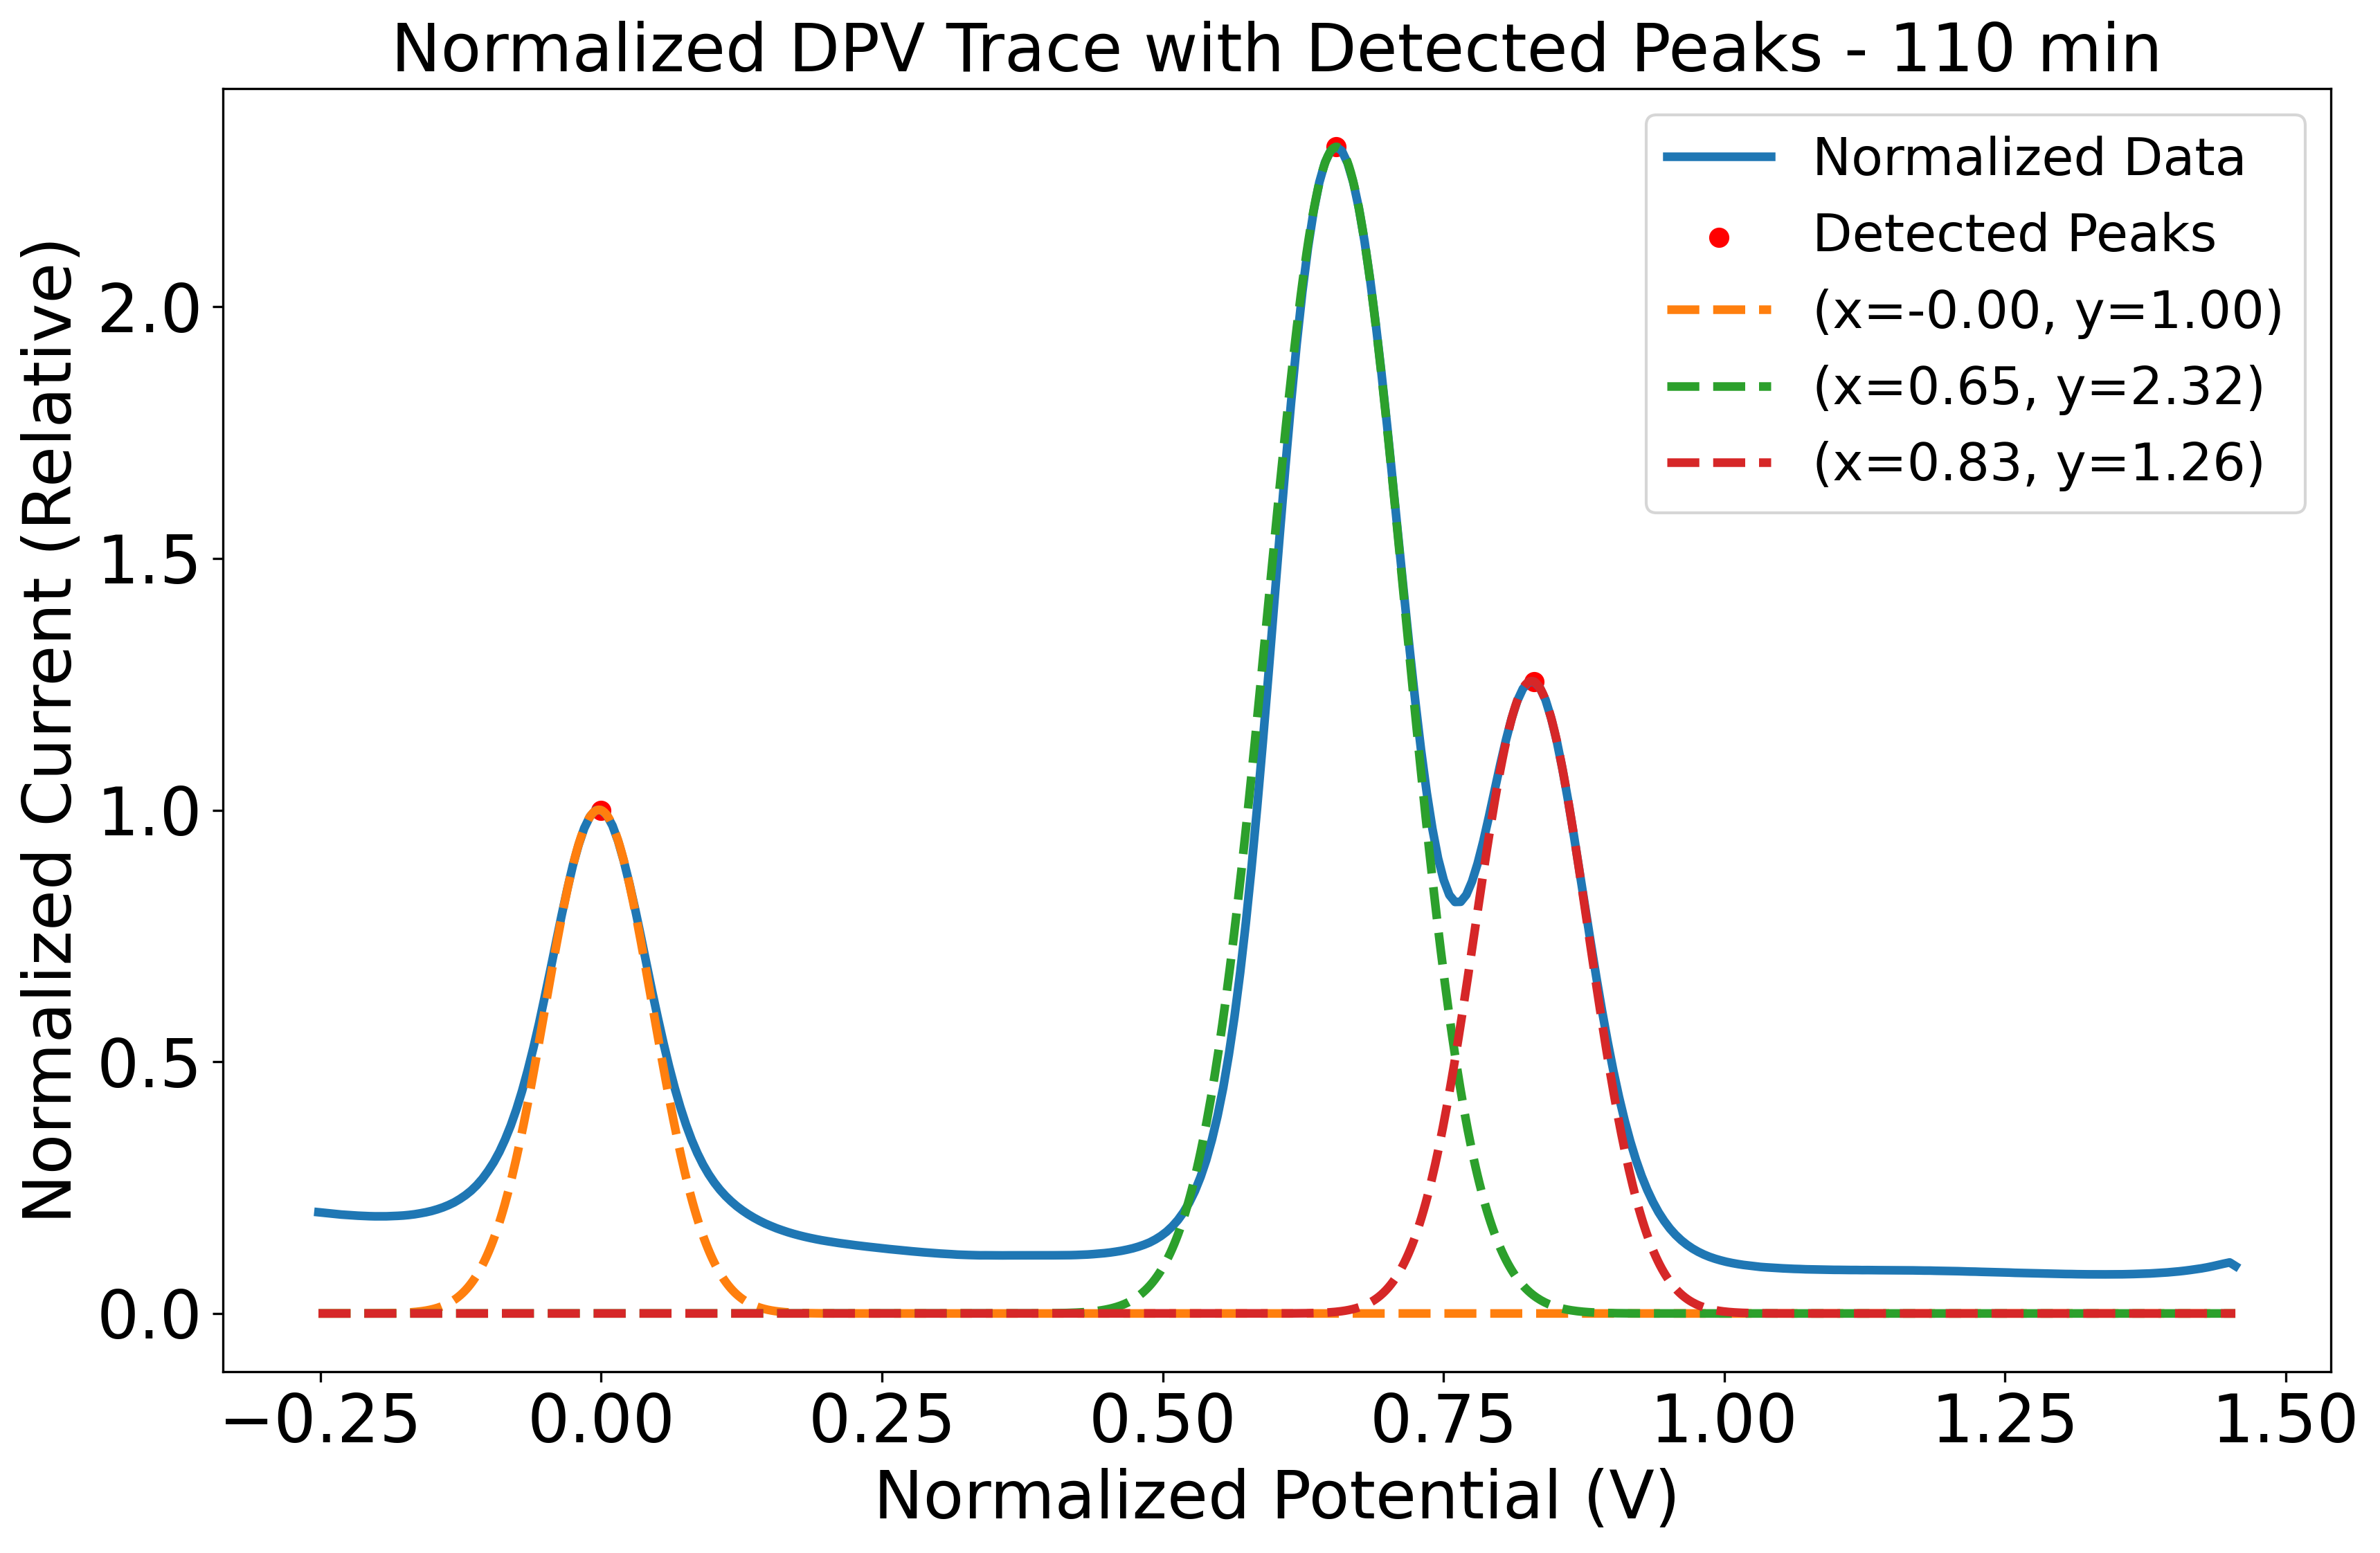 Normalized DPV Trace with Detected Peaks - 110 min
Normalized Data
Detected Peaks
(x=-0.00, y=1.00)
(x=0.65, y=2.32)
(x=0.83, y=1.26)
Normalized Current (Relative)
2.0
1.5
1.0
0.5
0.0
−0.25 0.00 0.25 0.50 0.75 1.00 1.25 1.50
Normalized Potential (V)